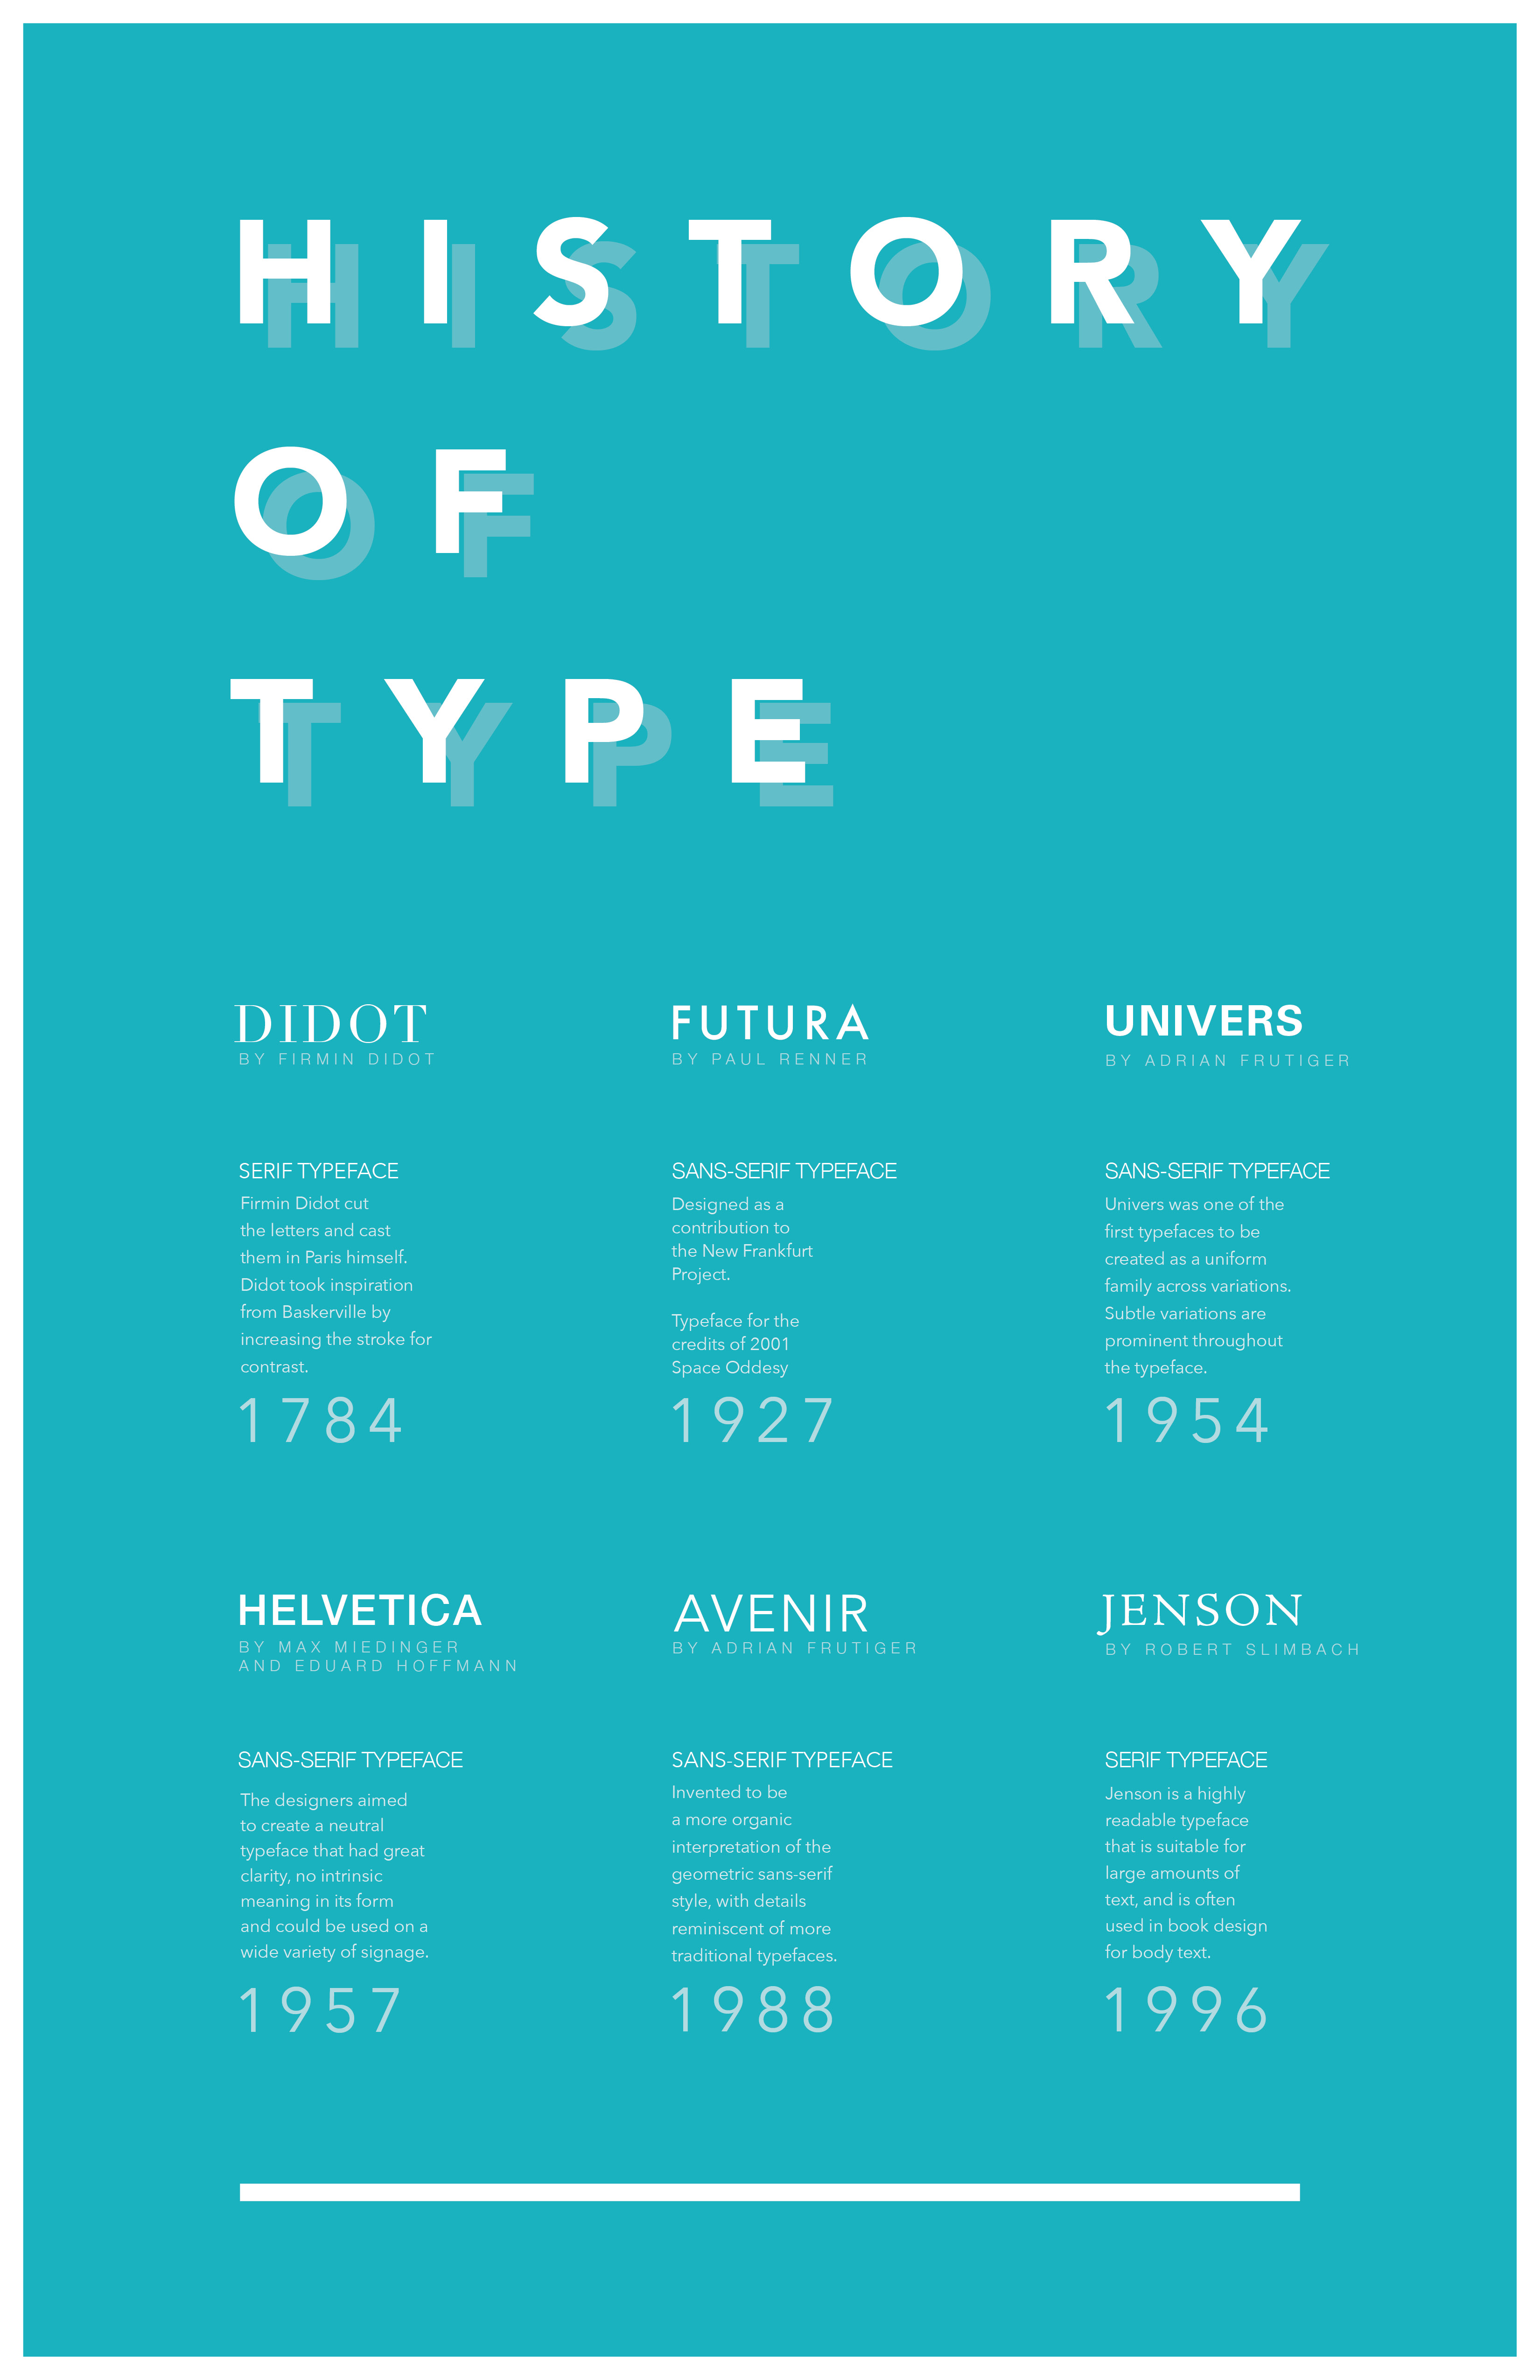 HISTORY
OF
TYPE
DIDOT
BY FIRMIN DIDOT
SERIF TYPEFACE
Firmin Didot cut
the letters and cast
them in Paris himself.
Didot took inspiration
from Baskerville by
increasing the stroke for
contrast.
1784
FUTURA
BY PAUL RENNER
SANS-SERIF TYPEFACE
Designed as a
contribution to
the New Frankfurt
Project.
Typeface for the
credits of 2001
Space Oddesy
1927
UNIVERS
BY ADRIAN FRUTIGER
SANS-SERIF TYPEFACE
Univers was one of the
first typefaces to be
created as a uniform
family across variations.
Subtle variations are
prominent throughout
the typeface.
1954
HELVETICA
BY MAX MIEDINGER
AND EDUARD HOFFMANN
SANS-SERIF TYPEFACE
The designers aimed
to create a neutral
typeface that had great
clarity, no intrinsic
meaning in its form
and could be used on a
wide variety of signage.
1957
AVENIR
BY ADRIAN FRUTIGER
SANS-SERIF TYPEFACE
Invented to be
a more organic
interpretation of the
geometric sans-serif
style, with details
reminiscent of more
traditional typefaces.
1988
JENSON
BY ROBERT SLIMBACH
SERIF TYPEFACE
Jenson is a highly
readable typeface
that is suitable for
large amounts of
text, and is often
used in book design
for body text.
1996